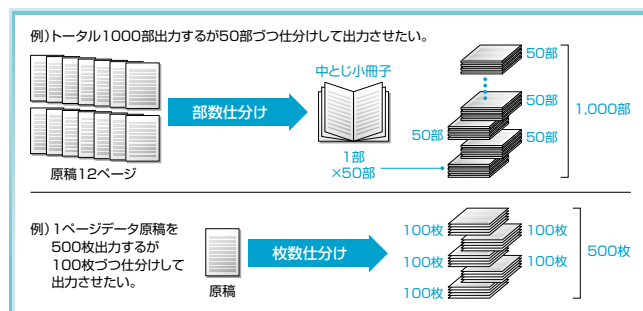 例)トータル1000部出力するが50部づつ仕分けして出力させたい。
部数仕分け
原稿12ページ
中とじ小冊子
1部
×50部
50部
50部
50部
50部
1,000部
例)1ページデータ原稿を
500枚出力するが
100枚づつ仕分けして
出力させたい。
原稿
枚数仕分け
100枚
100枚
100枚
100枚
100枚
500枚